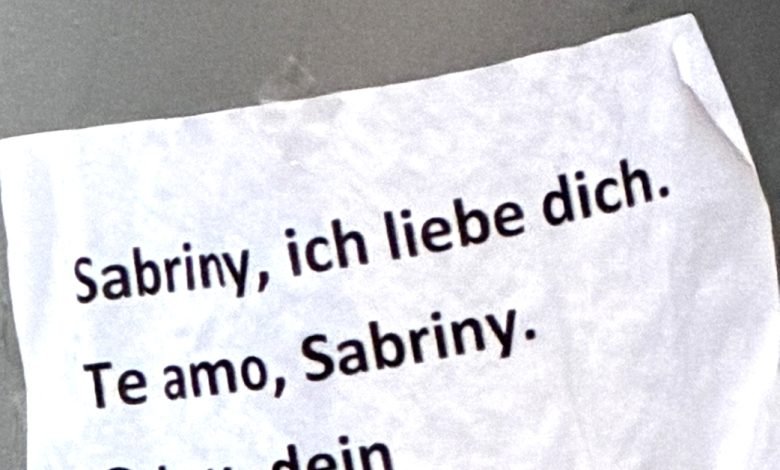 Sabriny, ich liebe dich.
Te amo, Sabriny.
dein